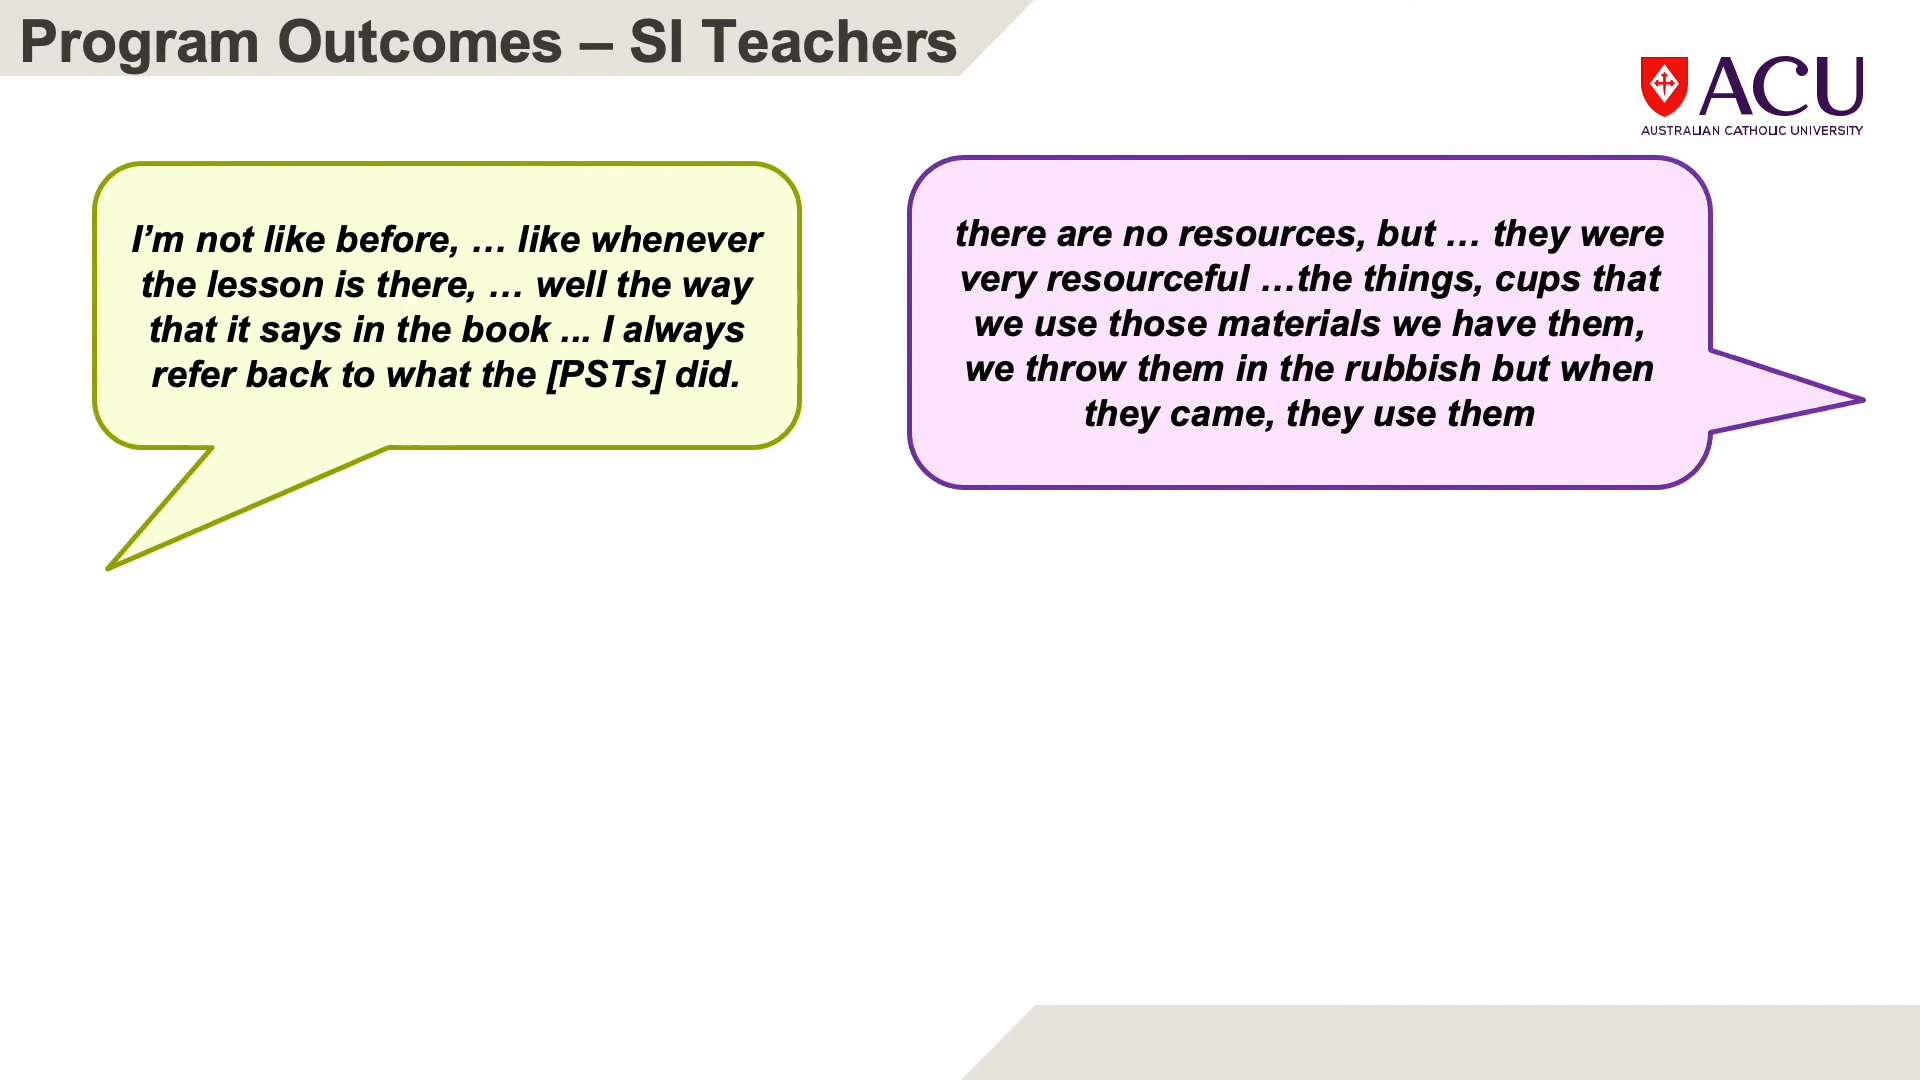 Program Outcomes – SI Teachers
ACU
AUSTRALIAN CATHOLIC UNIVERSITY
I’m not like before, … like whenever
the lesson is there, … well the way
that it says in the book ... I always
refer back to what the [PSTs] did.
there are no resources, but … they were
very resourceful …the things, cups that
we use those materials we have them,
we throw them in the rubbish but when
they came, they use them